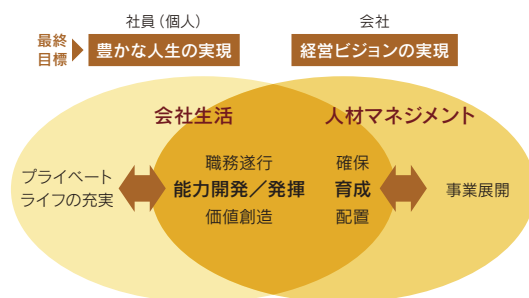 社員（個人）
会社
最終
目標
豊かな人生の実現
経営ビジョンの実現
会社生活
人材マネジメント
プライベート
ライフの充実
職務遂行
能力開発／発揮
価値創造
確保
育成
配置
事業展開